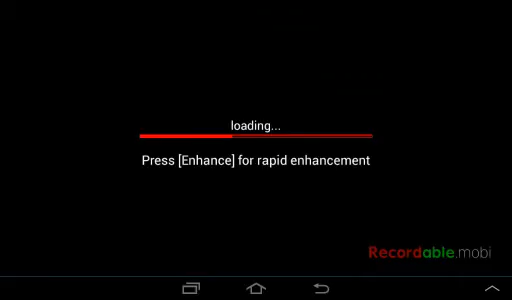 loading...
Press [Enhance] for rapid enhancement
Recordable.mobi